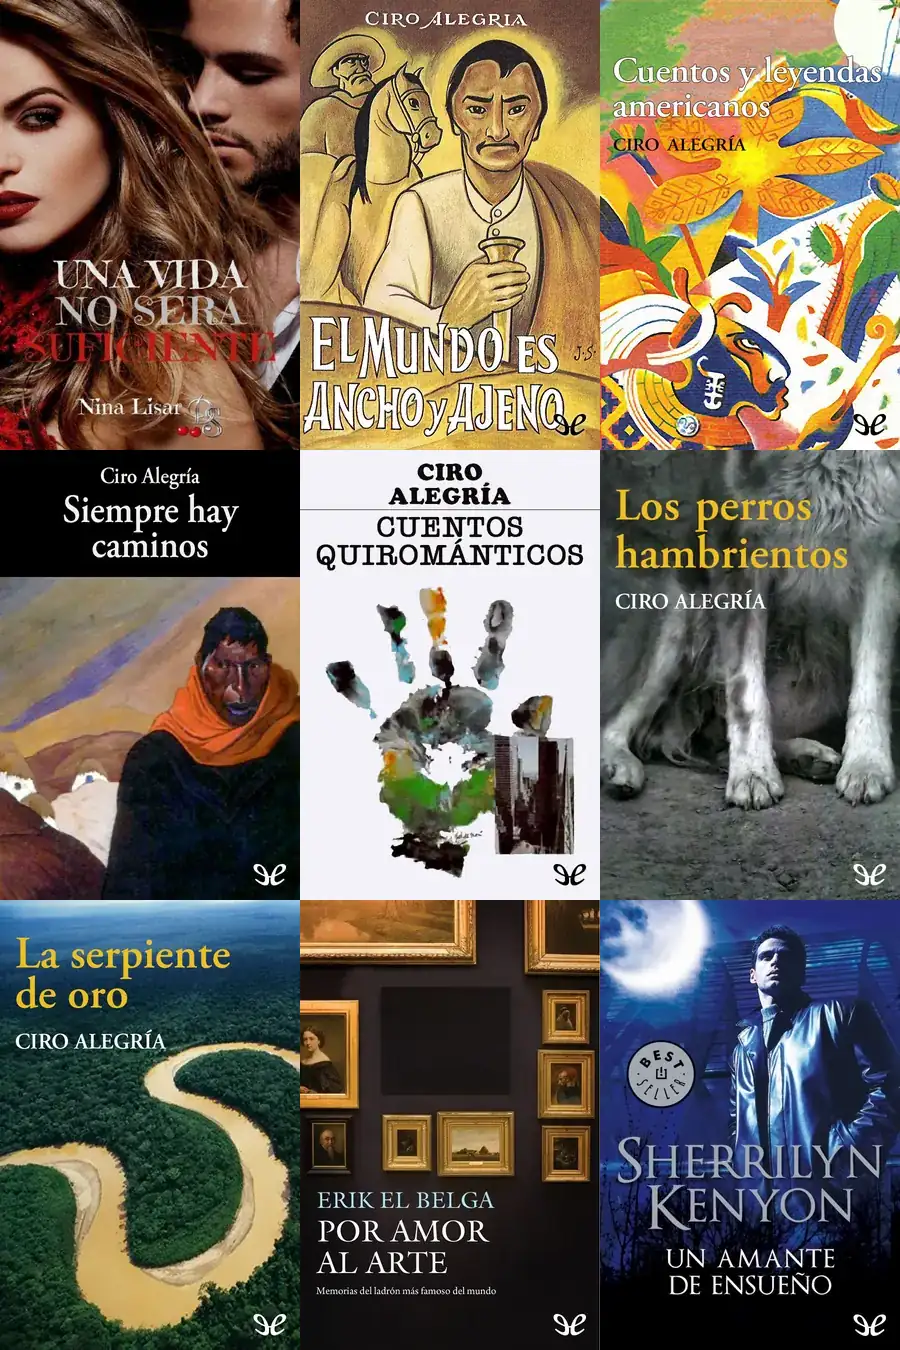 UNA VIDA
NO SERÁ
SUFICIENTE
Nina Lisar
CIRO ALEGRIA
EL MUNDO ES
ANCHO Y AJENO
J.S.
Cuentos y leyendas
americanos
CIRO ALEGRÍA
Ciro Alegría
Siempre hay
caminos
CIRO
ALEGRÍA
CUENTOS
QUIROMÁNTICOS
Los perros
hambrientos
CIRO ALEGRÍA
La serpiente
de oro
CIRO ALEGRÍA
ERIK EL BELGA
POR AMOR
AL ARTE
Memorias del ladrón más famoso del mundo
BEST
SELLER
SHERRILYN
KENYON
UN AMANTE
DE ENSUEÑO